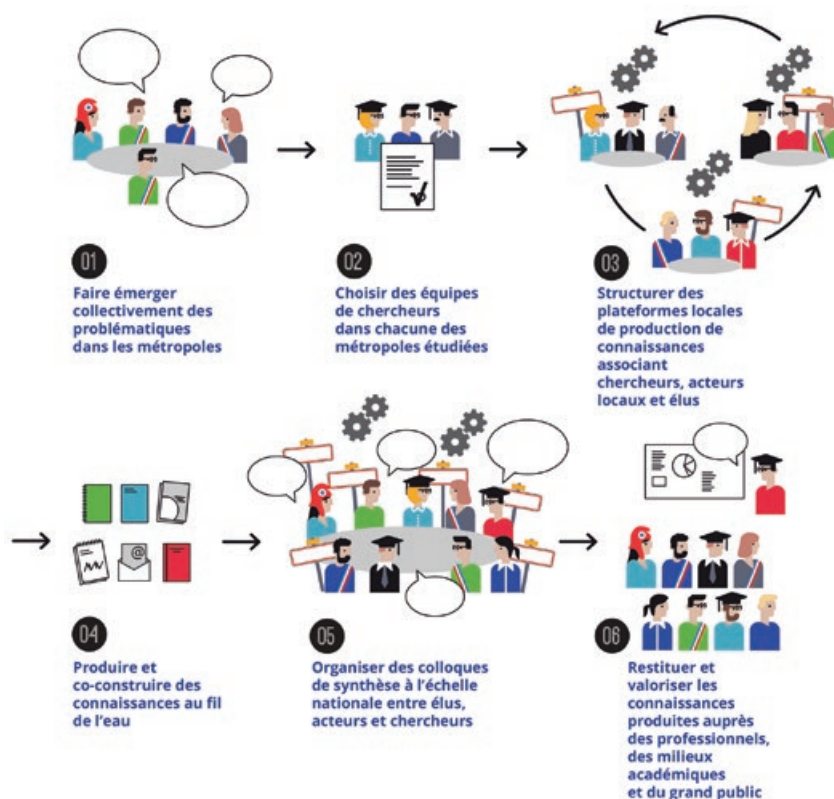 01
Faire émerger
collectivement des
problématiques
dans les métropoles
02
Choisir des équipes
de chercheurs
dans chacune des
métropoles étudiées
03
Structurer des
plateformes locales
de production de
connaissances
associant
chercheurs, acteurs
locaux et élus
@
04
Produire et
co-construire des
connaissances au fil
de l'eau
05
Organiser des colloques
de synthèse à l'échelle
nationale entre élus,
acteurs et chercheurs
06
Restituer et
valoriser les
connaissances
produites auprès
des professionnels,
des milieux
académiques
et du grand public